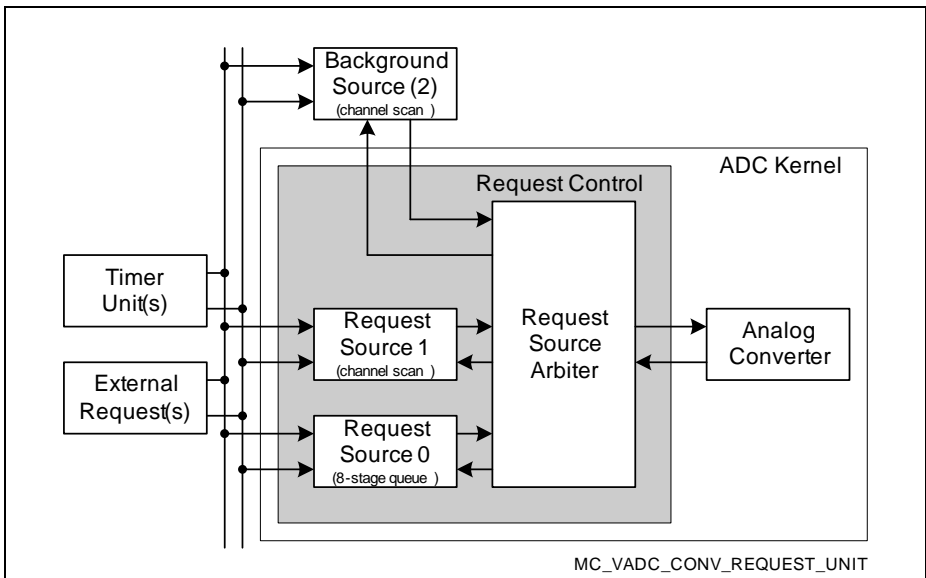 Background
Source (2)
(channel scan )
ADC Kernel
Request Control
Timer
Unit(s)
Request
Source 1
(channel scan )
Request
Source
Arbiter
Analog
Converter
External
Request(s)
Request
Source 0
(8-stage queue )
MC_VADC_CONV_REQUEST_UNIT